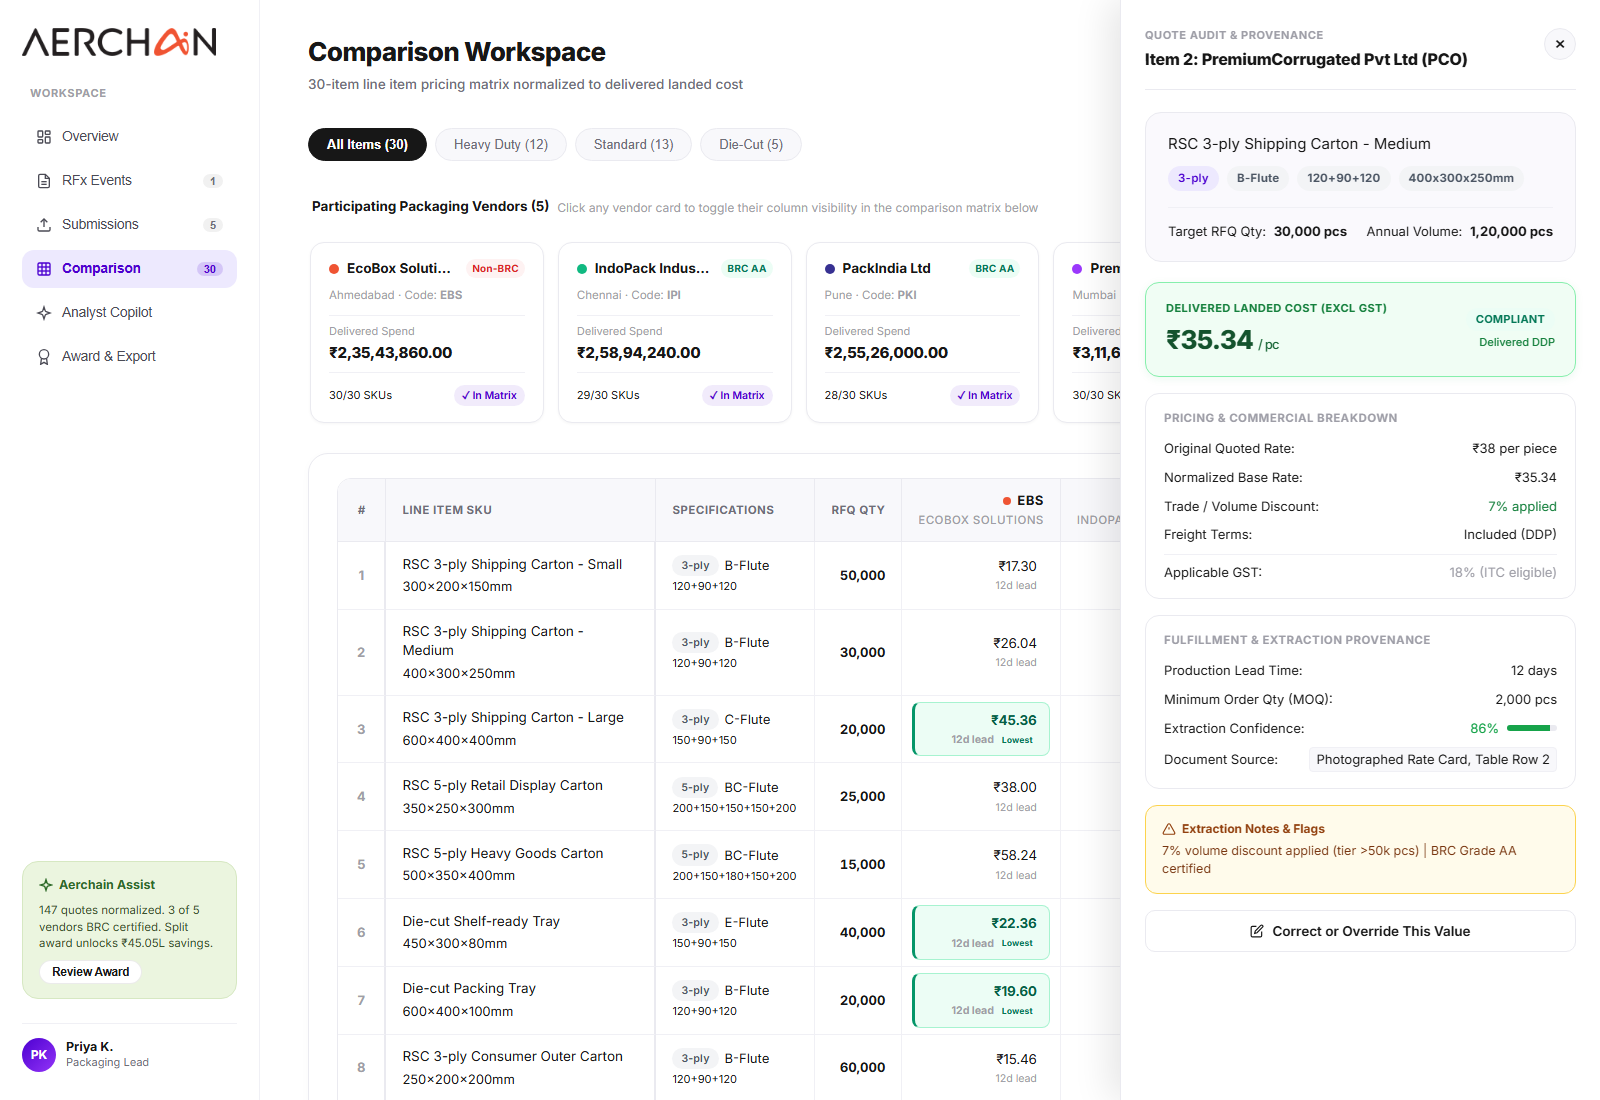 AERCHAIN
WORKSPACE
Overview
RFx Events 1
Submissions 5
Comparison 30
Analyst Copilot
Award & Export
Aerchain Assist
147 quotes normalized. 3 of 5
vendors BRC certified. Split
award unlocks ₹45.05L savings.
Review Award
PK
Priya K.
Packaging Lead
Comparison Workspace
30-item line item pricing matrix normalized to delivered landed cost
All Items (30)
Heavy Duty (12)
Standard (13)
Die-Cut (5)
Participating Packaging Vendors (5) Click any vendor card to toggle their column visibility in the comparison matrix below
EcoBox Soluti... Non-BRC
Ahmedabad · Code: EBS
Delivered Spend
₹2,35,43,860.00
30/30 SKUs ✓ In Matrix
IndoPack Indus... BRC AA
Chennai · Code: IPI
Delivered Spend
₹2,58,94,240.00
29/30 SKUs ✓ In Matrix
PackIndia Ltd BRC AA
Pune · Code: PKI
Delivered Spend
₹2,55,26,000.00
28/30 SKUs ✓ In Matrix
Prem
Mumbai
Delivered
₹3,11,6
30/30 SK
# LINE ITEM SKU SPECIFICATIONS RFQ QTY EBS
ECOBOX SOLUTIONS INDOPA
1 RSC 3-ply Shipping Carton - Small 3-ply B-Flute 50,000 ₹17.30
300×200×150mm 120+90+120 12d lead
2 RSC 3-ply Shipping Carton - 3-ply B-Flute 30,000 ₹26.04
Medium 120+90+120 12d lead
400×300×250mm
3 RSC 3-ply Shipping Carton - Large 3-ply C-Flute 20,000 ₹45.36
600×400×400mm 150+90+150 12d lead Lowest
4 RSC 5-ply Retail Display Carton 5-ply BC-Flute 25,000 ₹38.00
350×250×300mm 200+150+150+150+200 12d lead
5 RSC 5-ply Heavy Goods Carton 5-ply BC-Flute 15,000 ₹58.24
500×350×400mm 200+150+180+150+200 12d lead
6 Die-cut Shelf-ready Tray 3-ply E-Flute 40,000 ₹22.36
450×300×80mm 150+90+150 12d lead Lowest
7 Die-cut Packing Tray 3-ply B-Flute 20,000 ₹19.60
600×400×100mm 120+90+120 12d lead Lowest
8 RSC 3-ply Consumer Outer Carton 3-ply B-Flute 60,000 ₹15.46
250×200×200mm 120+90+120 12d lead
QUOTE AUDIT & PROVENANCE
Item 2: PremiumCorrugated Pvt Ltd (PCO)
RSC 3-ply Shipping Carton - Medium
3-ply B-Flute 120+90+120 400x300x250mm
Target RFQ Qty: 30,000 pcs Annual Volume: 1,20,000 pcs
DELIVERED LANDED COST (EXCL GST)
₹35.34 / pc
COMPLIANT
Delivered DDP
PRICING & COMMERCIAL BREAKDOWN
Original Quoted Rate: ₹38 per piece
Normalized Base Rate: ₹35.34
Trade / Volume Discount: 7% applied
Freight Terms: Included (DDP)
Applicable GST: 18% (ITC eligible)
FULFILLMENT & EXTRACTION PROVENANCE
Production Lead Time: 12 days
Minimum Order Qty (MOQ): 2,000 pcs
Extraction Confidence: 86%
Document Source: Photographed Rate Card, Table Row 2
Extraction Notes & Flags
7% volume discount applied (tier >50k pcs) | BRC Grade AA
certified
Correct or Override This Value